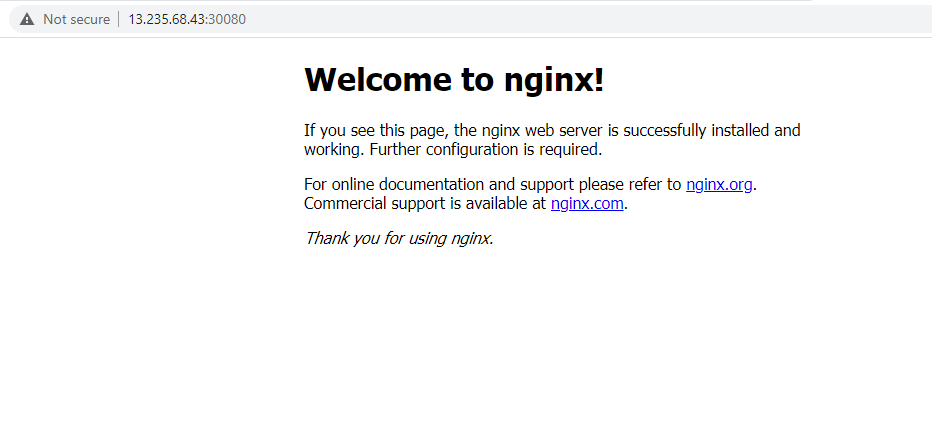 Not secure | 13.235.68.43:30080
Welcome to nginx!
If you see this page, the nginx web server is successfully installed and
working. Further configuration is required.
For online documentation and support please refer to nginx.org.
Commercial support is available at nginx.com.
Thank you for using nginx.